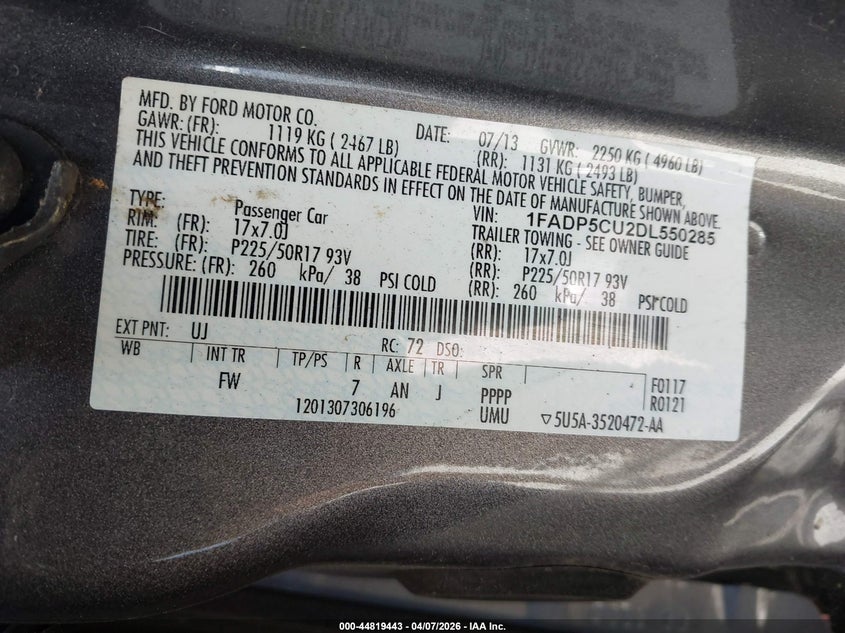 MFD. BY FORD MOTOR CO. DATE: 07/13 GVWR: 2250 KG ( 4960 LB)
GAWR: (FR): 1119 KG ( 2467 LB) (RR): 1131 KG ( 2493 LB)
THIS VEHICLE CONFORMS TO ALL APPLICABLE FEDERAL MOTOR VEHICLE SAFETY, BUMPER,
AND THEFT PREVENTION STANDARDS IN EFFECT ON THE DATE OF MANUFACTURE SHOWN ABOVE.
VIN: 1FADP5CU2DL550285
TYPE: Passenger Car TRAILER TOWING - SEE OWNER GUIDE
RIM: (FR): 17x7.0J (RR): 17x7.0J
TIRE: (FR): P225/50R17 93V (RR): P225/50R17 93V
PRESSURE: (FR): 260 kPa/ 38 PSI COLD (RR): 260 kPa/ 38 PSI COLD
EXT PNT: UJ RC: 72 DSO:
WB INT TR TP/PS R AXLE TR SPR F0117
FW 7 AN J PPPP R0121
1201307306196 UMU ▽5U5A-3520472-AA
000-44819443 - 04/07/2026 - IAA Inc.